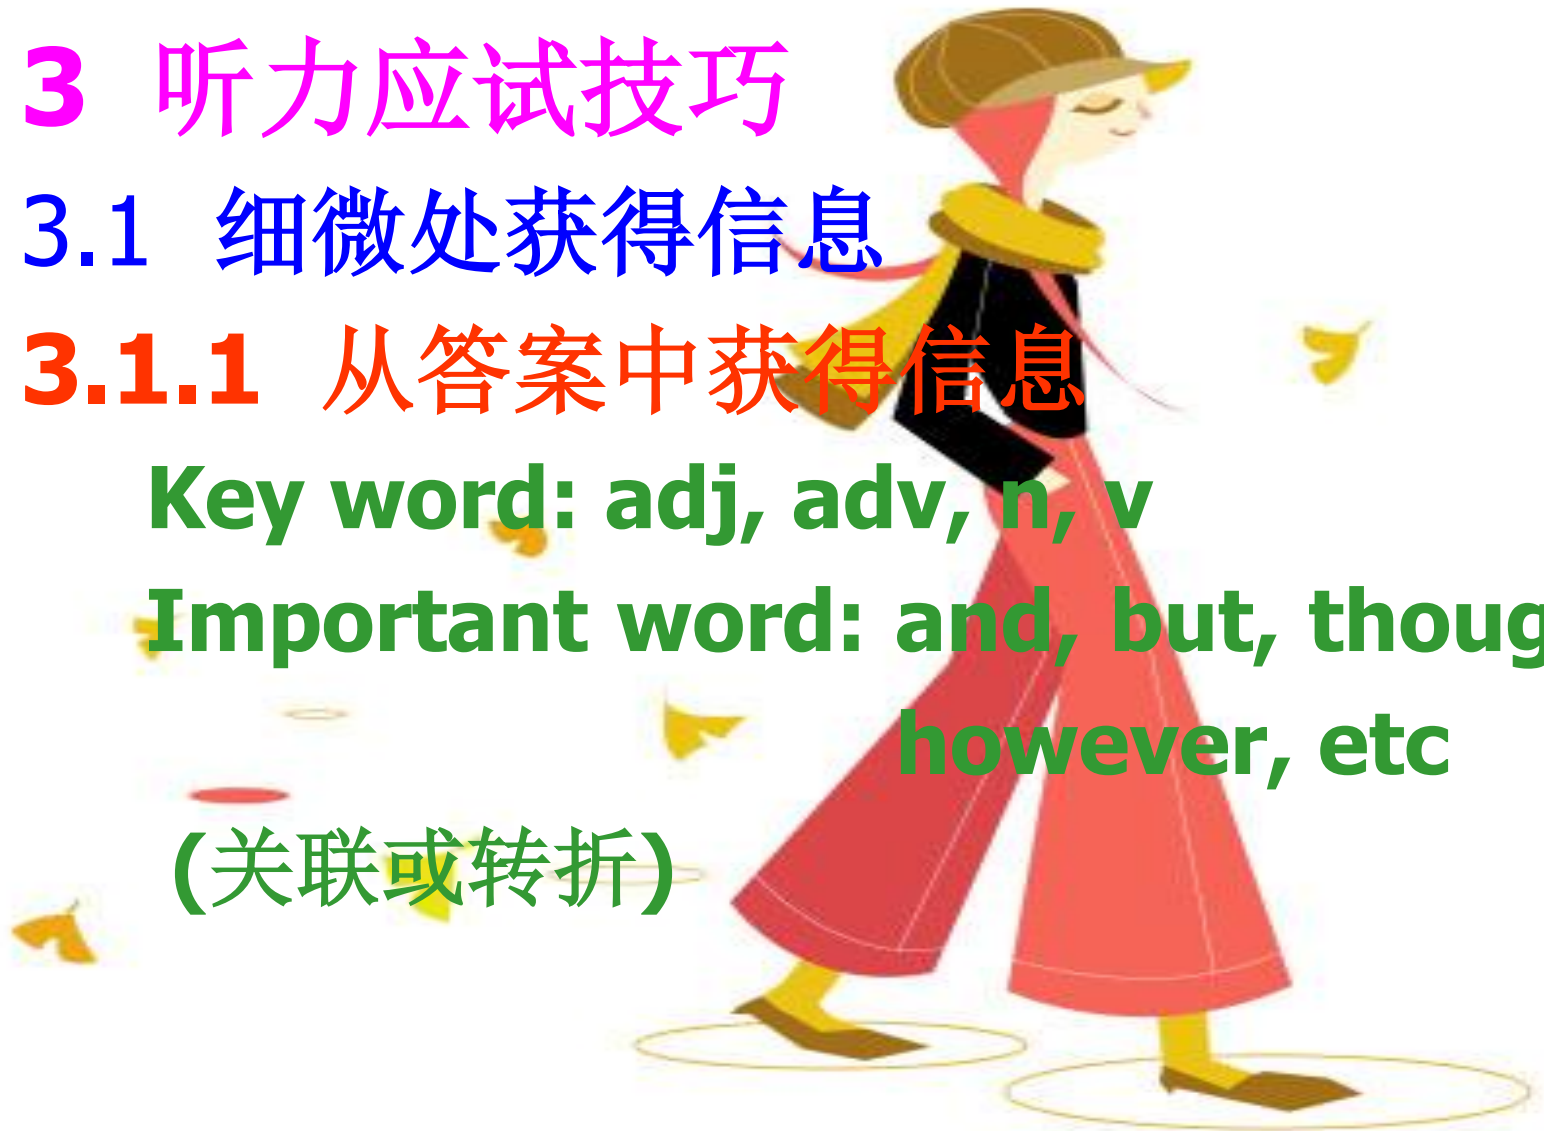 3 听力应试技巧
3.1 细微处获得信息
3.1.1 从答案中获得信息
Key word: adj, adv, n, v
Important word: and, but, thoug
however, etc
(关联或转折)